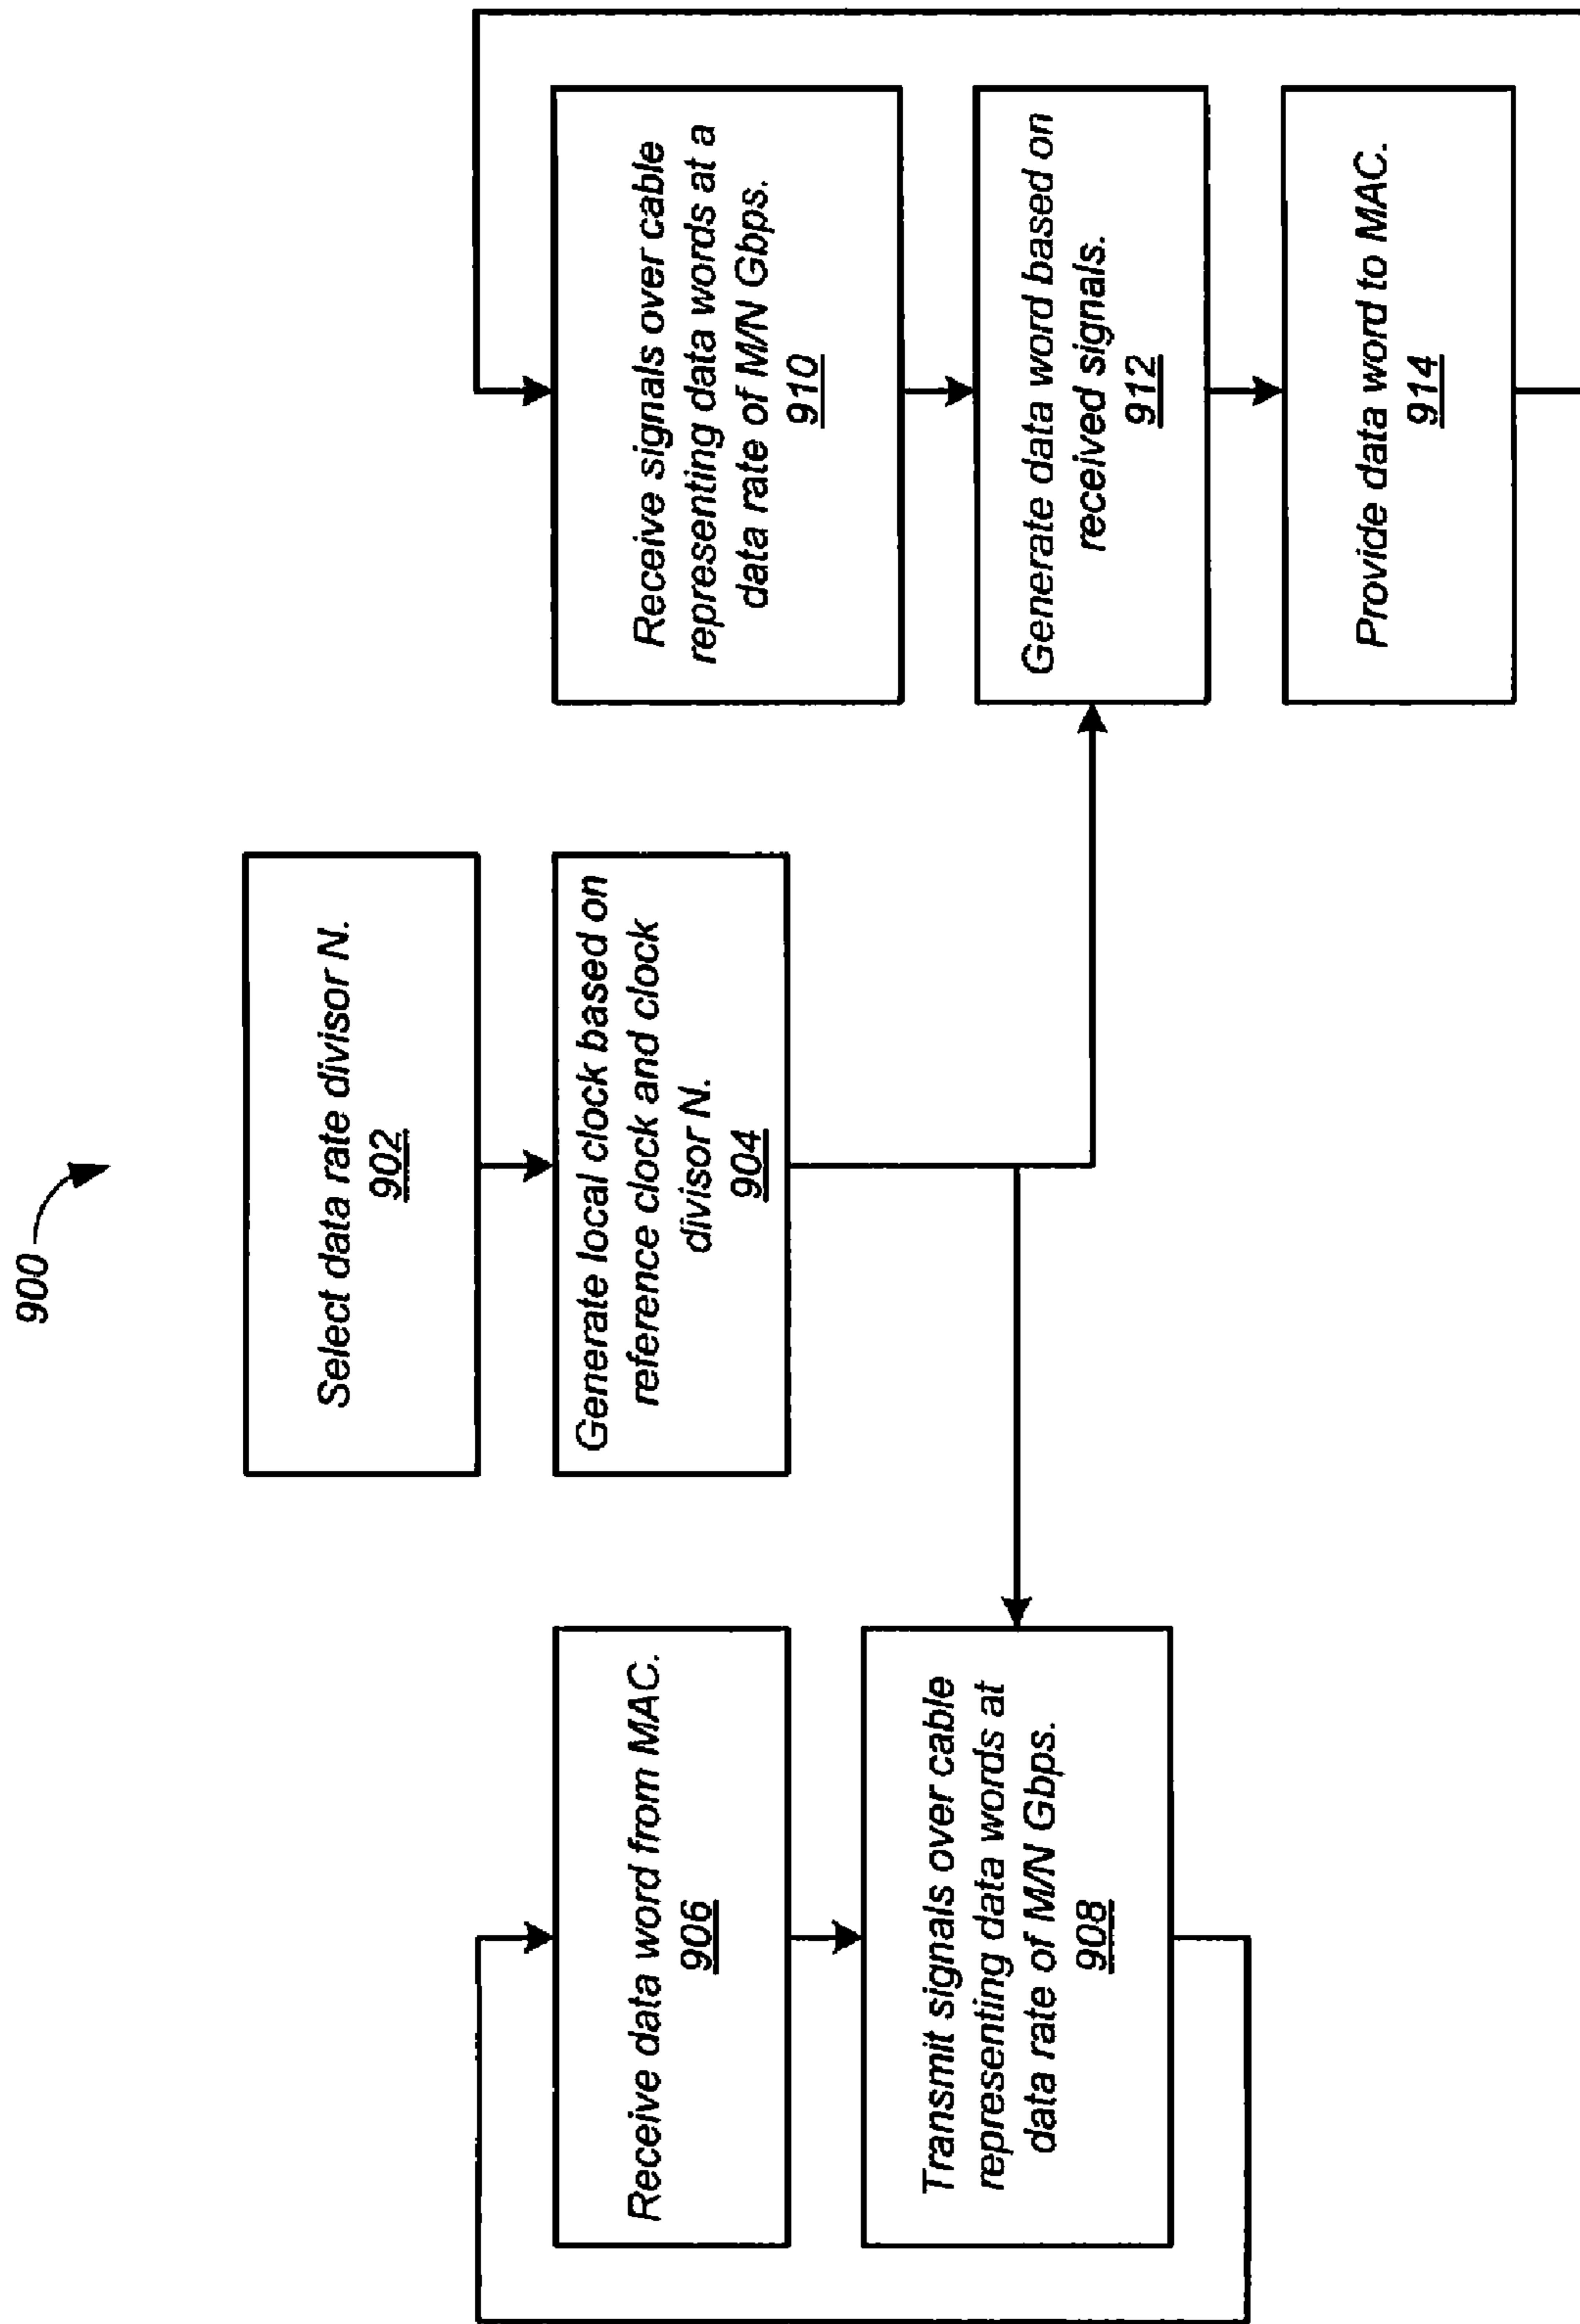 900
Select data rate divisor N.
902
Generate local clock based on
reference clock and clock
divisor N.
904
Receive data word from MAC.
906
Transmit signals over cable
representing data words at
data rate of M/N Gbps.
908
Receive signals over cable
representing data words at a
data rate of M/N Gbps.
910
Generate data word based on
received signals.
912
Provide data word to MAC.
914